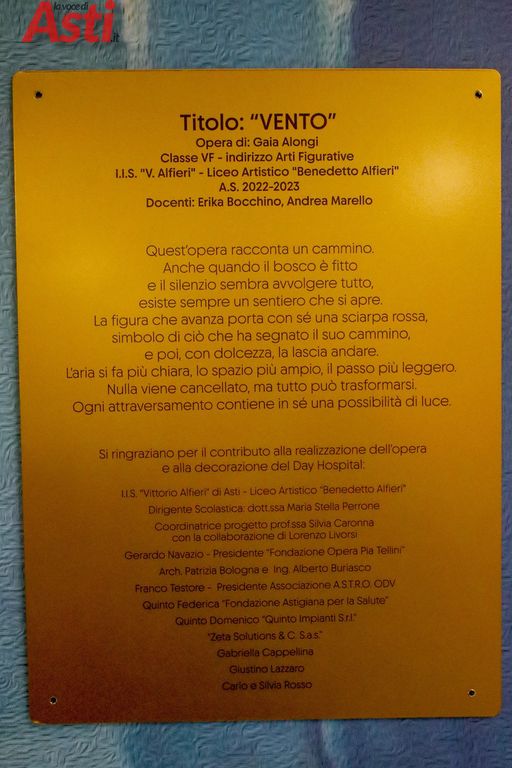 la voce di
Asti.it
Titolo: “VENTO”
Opera di: Gaia Alongi
Classe VF - indirizzo Arti Figurative
I.I.S. "V. Alfieri" - Liceo Artistico "Benedetto Alfieri"
A.S. 2022-2023
Docenti: Erika Bocchino, Andrea Marello
Quest'opera racconta un cammino.
Anche quando il bosco è fitto
e il silenzio sembra avvolgere tutto,
esiste sempre un sentiero che si apre.
La figura che avanza porta con sé una sciarpa rossa,
simbolo di ciò che ha segnato il suo cammino,
e poi, con dolcezza, la lascia andare.
L'aria si fa più chiara, lo spazio più ampio, il passo più leggero.
Nulla viene cancellato, ma tutto può trasformarsi.
Ogni attraversamento contiene in sé una possibilità di luce.
Si ringraziano per il contributo alla realizzazione dell'opera
e alla decorazione del Day Hospital:
I.I.S. "Vittorio Alfieri" di Asti - Liceo Artistico "Benedetto Alfieri"
Dirigente Scolastica: dott.ssa Maria Stella Perrone
Coordinatrice progetto prof.ssa Silvia Caronna
con la collaborazione di Lorenzo Livorsi
Gerardo Navazio - Presidente "Fondazione Opera Pia Tellini"
Arch. Patrizia Bologna e Ing. Alberto Buriasco
Franco Testore - Presidente Associazione A.S.T.R.O. ODV
Quinto Federica "Fondazione Astigiana per la Salute"
Quinto Domenico "Quinto Impianti S.r.l."
"Zeta Solutions & C. S.a.s."
Gabriella Cappellina
Giustino Lazzaro
Carlo e Silvia Rosso